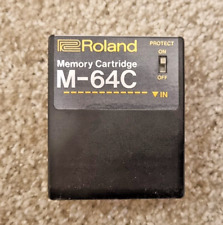 Roland
PROTECT
ON
Memory Cartridge
M-64C
OFF
▼IN